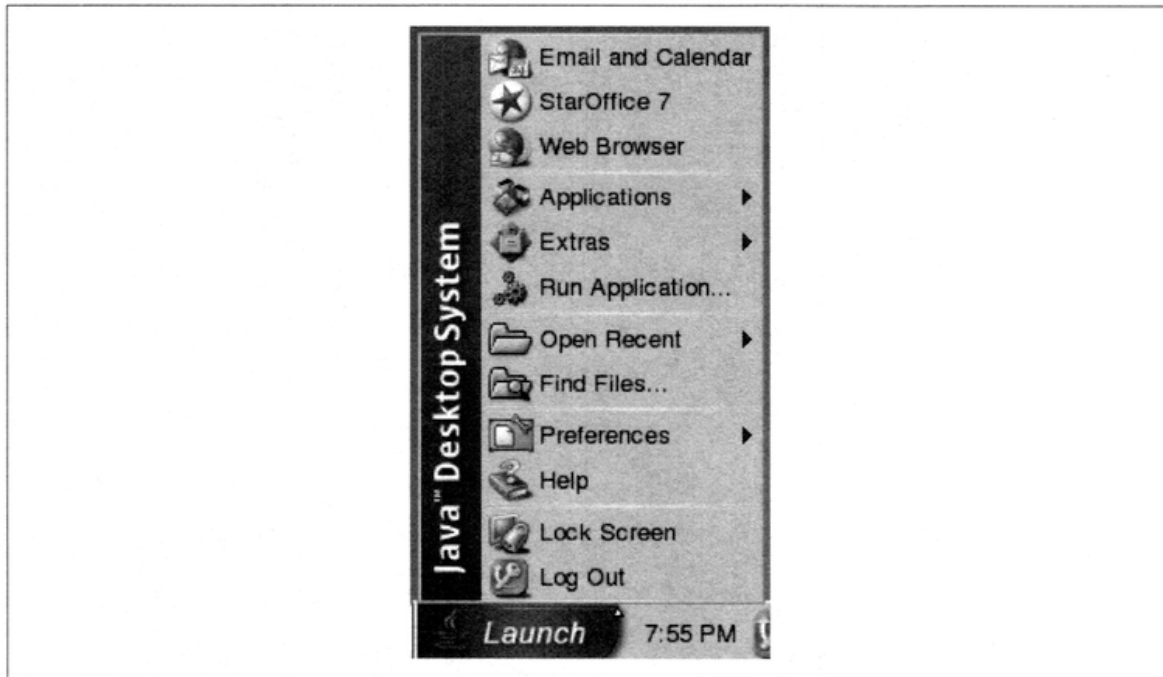 Email and Calendar
StarOffice 7
Web Browser
Applications
Extras
Run Application...
Open Recent
Find Files...
Preferences
Help
Lock Screen
Log Out
Java™ Desktop System
Launch
7:55 PM